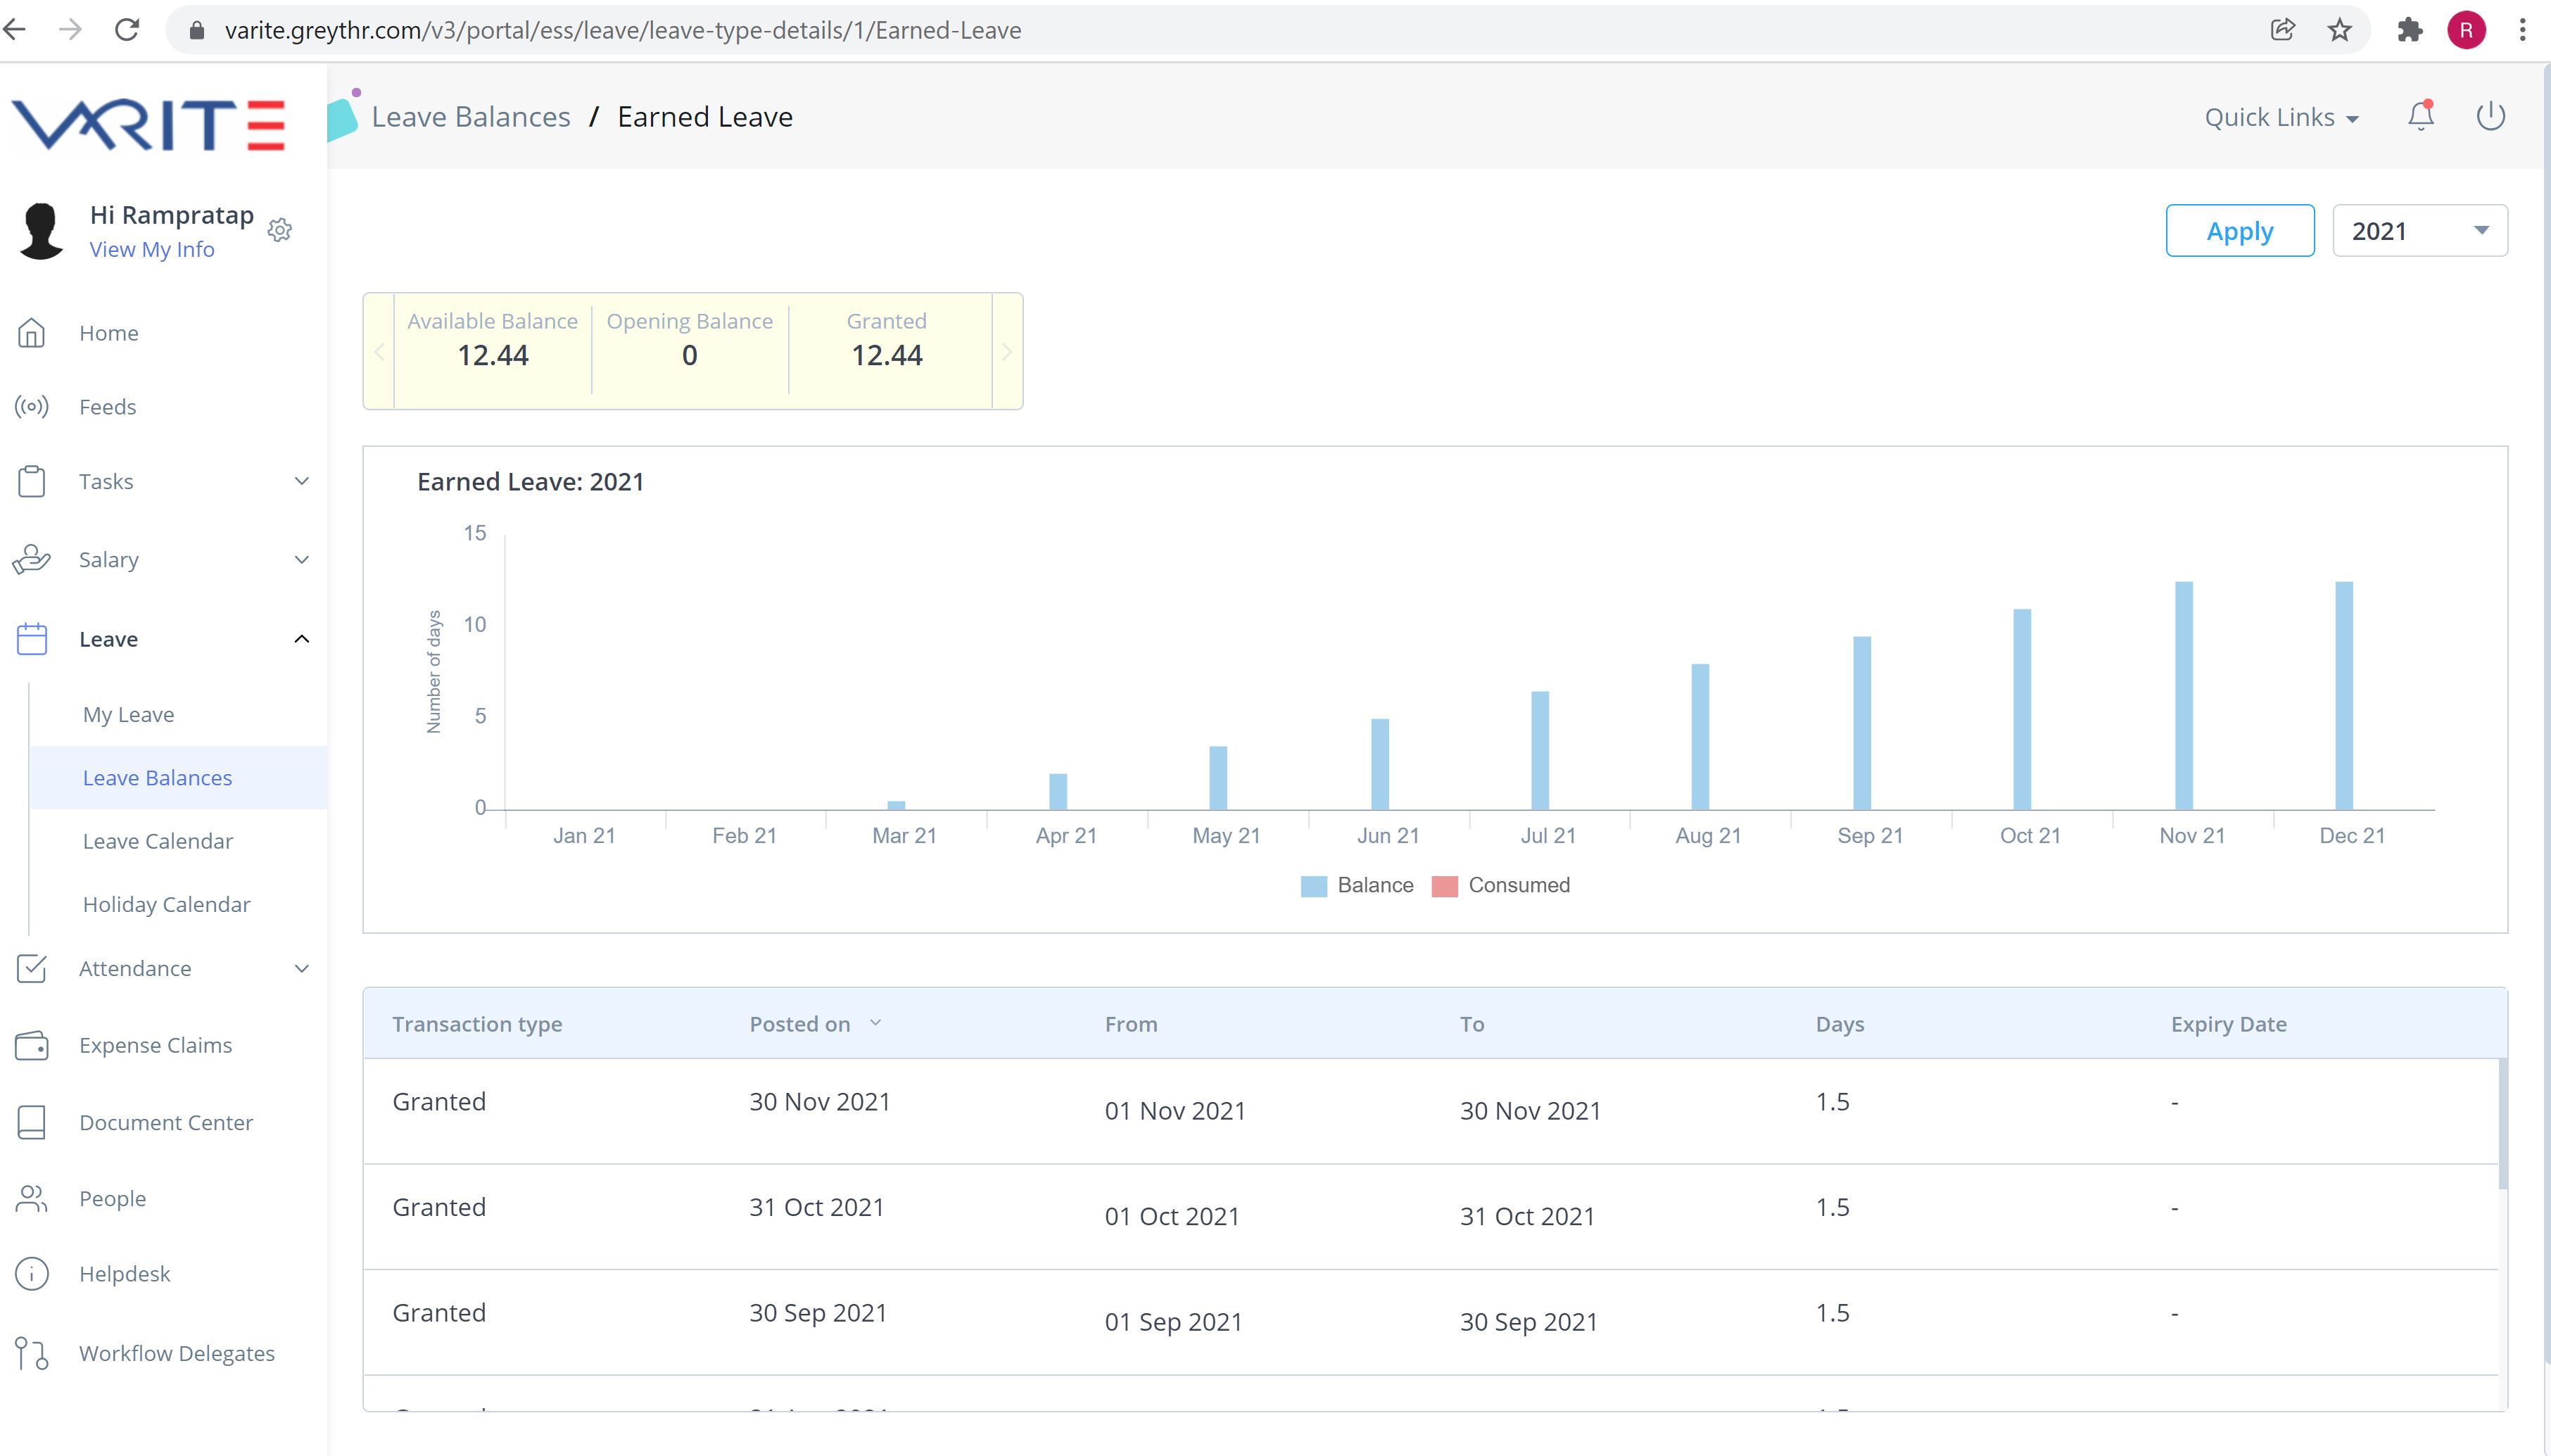 varite.greythr.com/v3/portal/ess/leave/leave-type-details/1/Earned-Leave
R
VARITE
Leave Balances / Earned Leave
Quick Links
Hi Rampratap
View My Info
Home
Feeds
Tasks
Salary
Leave
My Leave
Leave Balances
Leave Calendar
Holiday Calendar
Attendance
Expense Claims
Document Center
People
Helpdesk
Workflow Delegates
Apply
2021
Available Balance Opening Balance Granted
12.44 0 12.44
Earned Leave: 2021
Number of days
15
10
5
0
Jan 21 Feb 21 Mar 21 Apr 21 May 21 Jun 21 Jul 21 Aug 21 Sep 21 Oct 21 Nov 21 Dec 21
Balance Consumed
Transaction type Posted on From To Days Expiry Date
Granted 30 Nov 2021 01 Nov 2021 30 Nov 2021 1.5 -
Granted 31 Oct 2021 01 Oct 2021 31 Oct 2021 1.5 -
Granted 30 Sep 2021 01 Sep 2021 30 Sep 2021 1.5 -